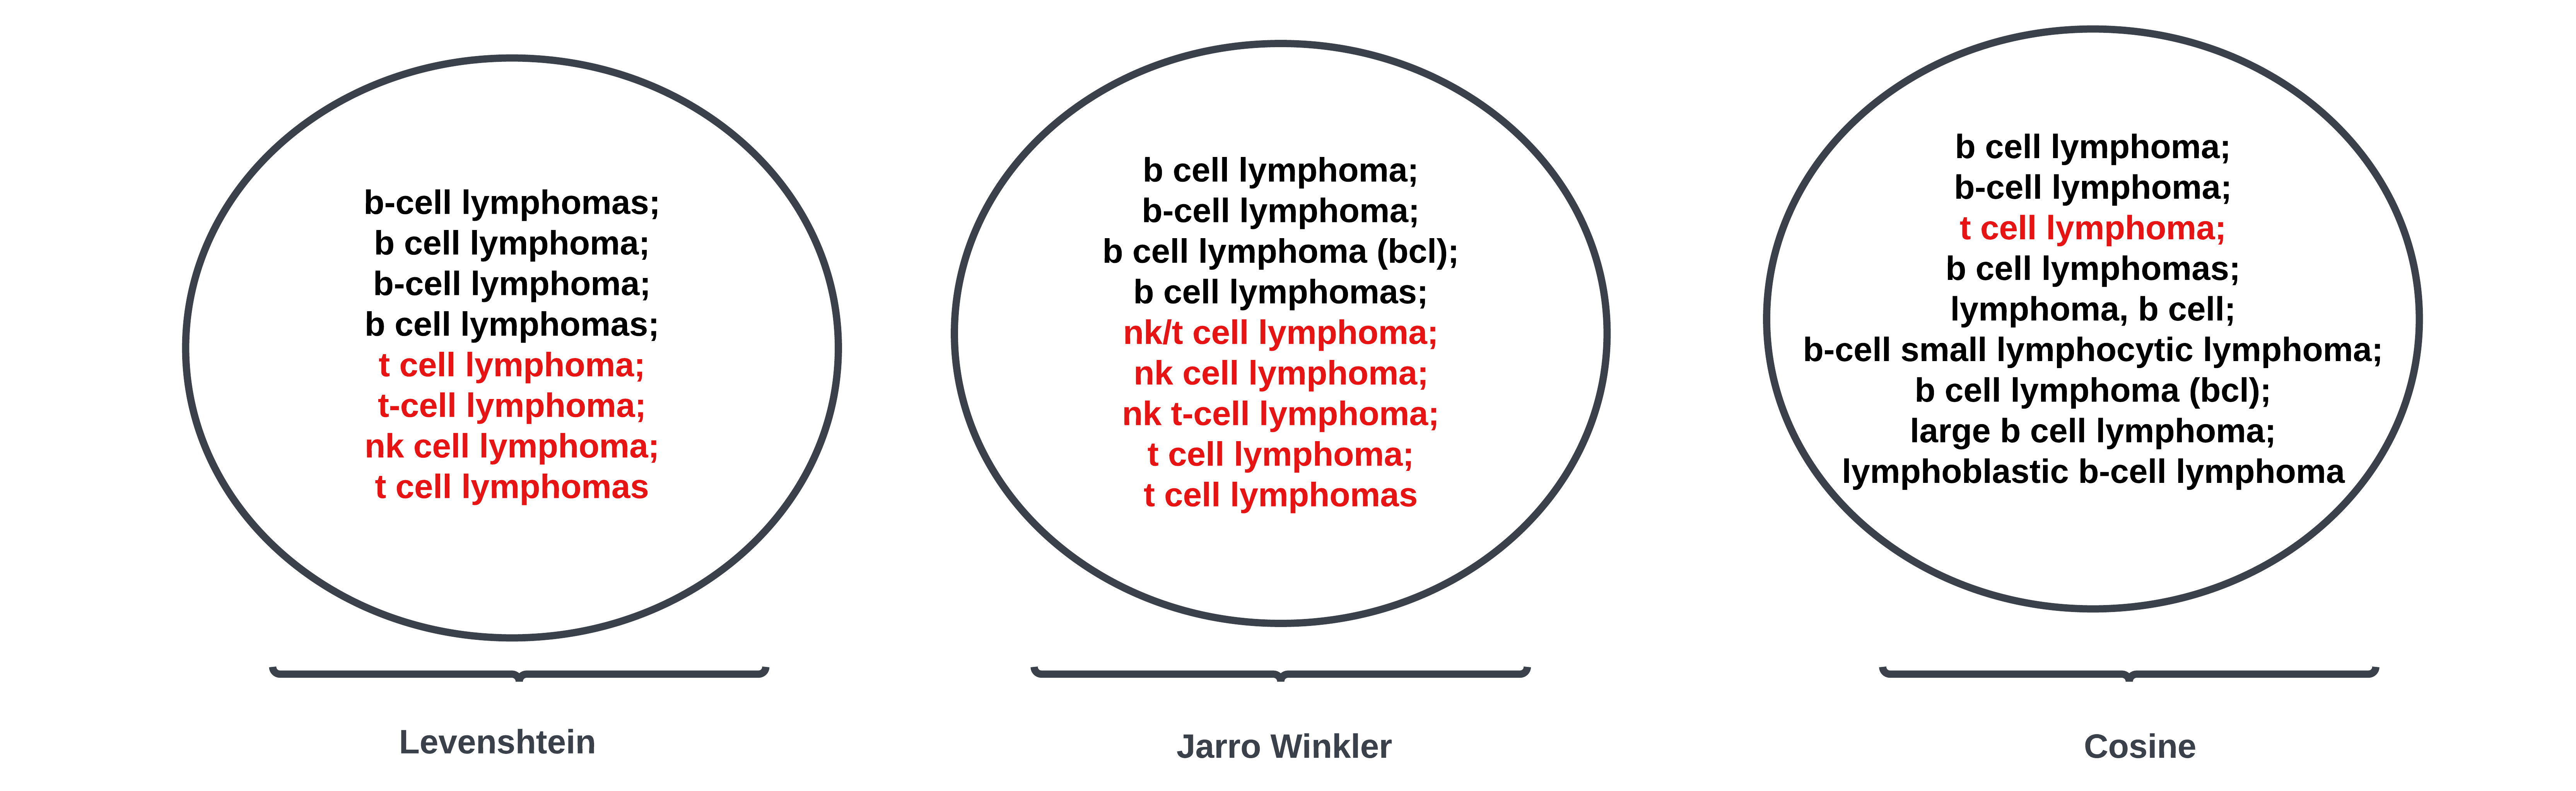 b-cell lymphomas;
b cell lymphoma;
b-cell lymphoma;
b cell lymphomas;
t cell lymphoma;
t-cell lymphoma;
nk cell lymphoma;
t cell lymphomas
Levenshtein
b cell lymphoma;
b-cell lymphoma;
b cell lymphoma (bcl);
b cell lymphomas;
nk/t cell lymphoma;
nk cell lymphoma;
nk t-cell lymphoma;
t cell lymphoma;
t cell lymphomas
Jarro Winkler
b cell lymphoma;
b-cell lymphoma;
t cell lymphoma;
b cell lymphomas;
lymphoma, b cell;
b-cell small lymphocytic lymphoma;
b cell lymphoma (bcl);
large b cell lymphoma;
lymphoblastic b-cell lymphoma
Cosine